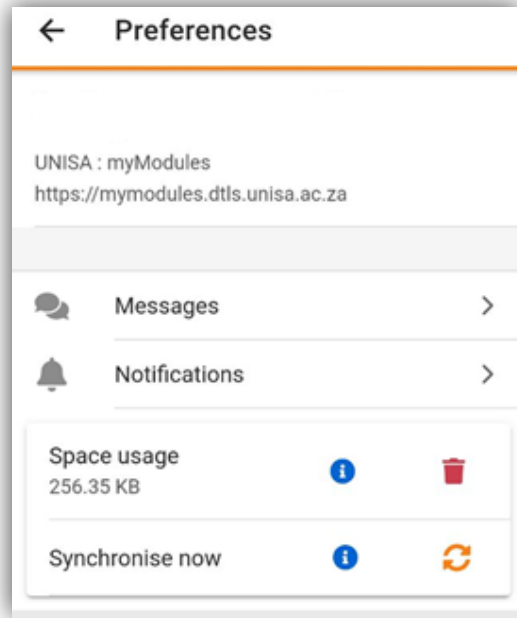 Preferences
UNISA : myModules
https://mymodules.dtls.unisa.ac.za
Messages
Notifications
Space usage
256.35 KB
Synchronise now